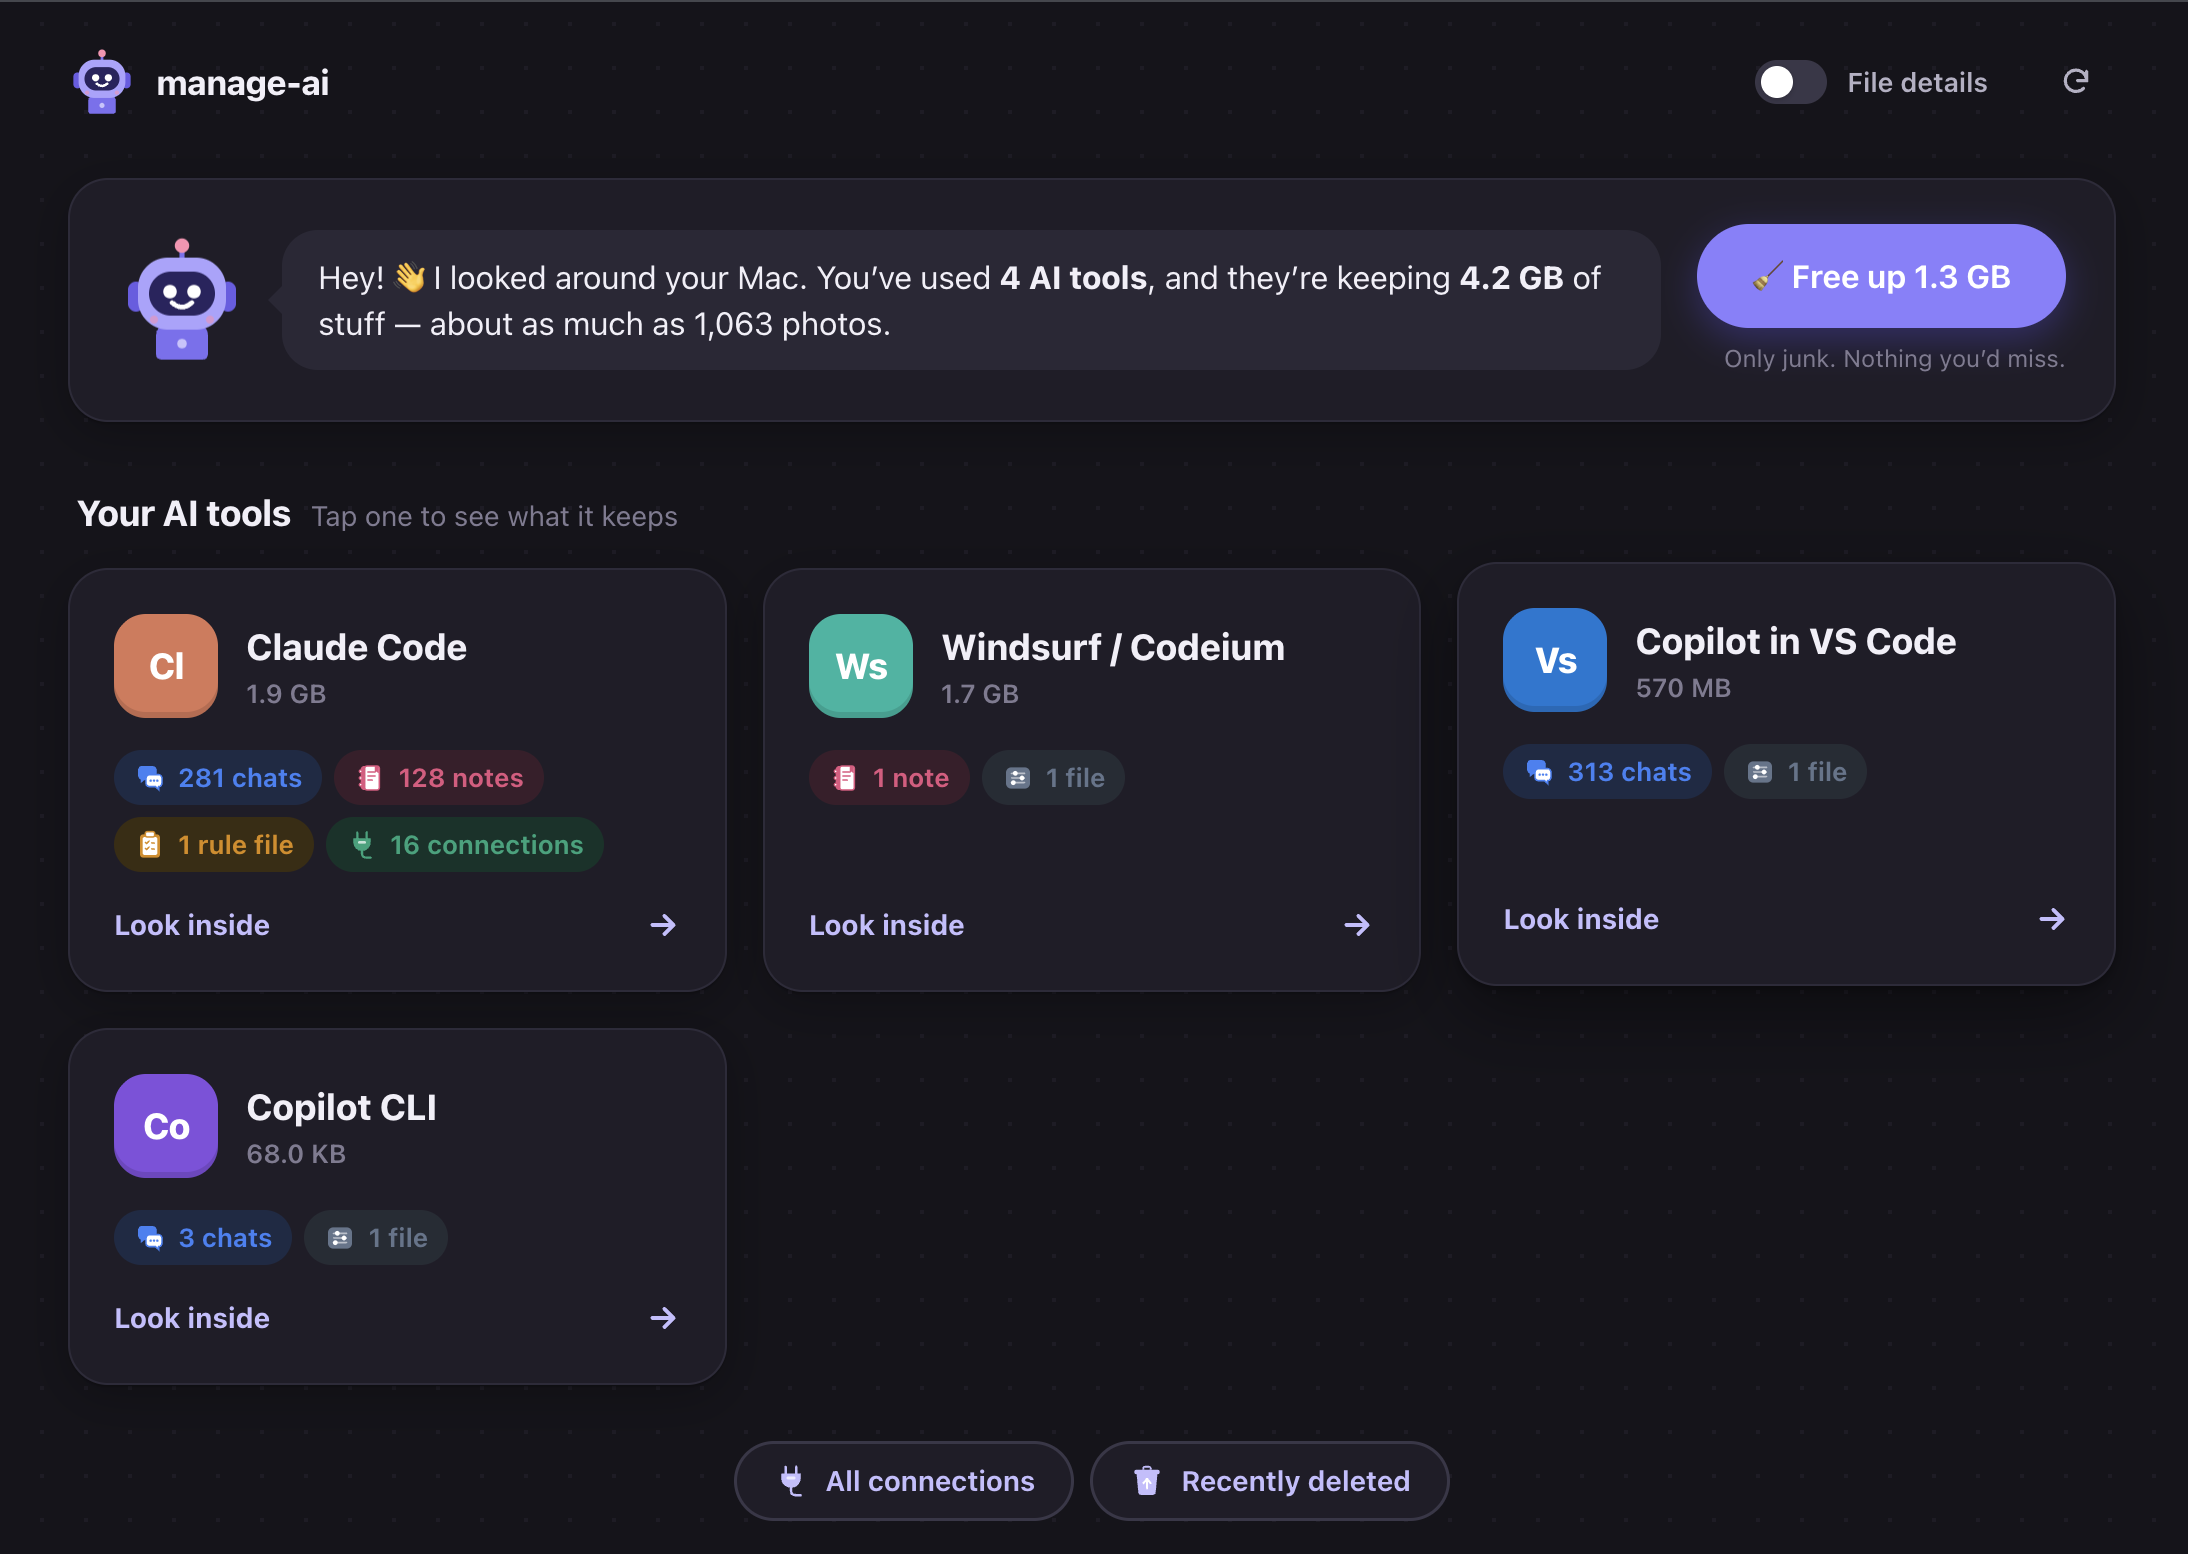 manage-ai
File details
Hey! 👋 I looked around your Mac. You’ve used 4 AI tools, and they’re keeping 4.2 GB of
stuff — about as much as 1,063 photos.
🧹 Free up 1.3 GB
Only junk. Nothing you’d miss.
Your AI tools Tap one to see what it keeps
Cl
Claude Code
1.9 GB
281 chats
128 notes
1 rule file
16 connections
Look inside
Ws
Windsurf / Codeium
1.7 GB
1 note
1 file
Look inside
Vs
Copilot in VS Code
570 MB
313 chats
1 file
Look inside
Co
Copilot CLI
68.0 KB
3 chats
1 file
Look inside
All connections
Recently deleted